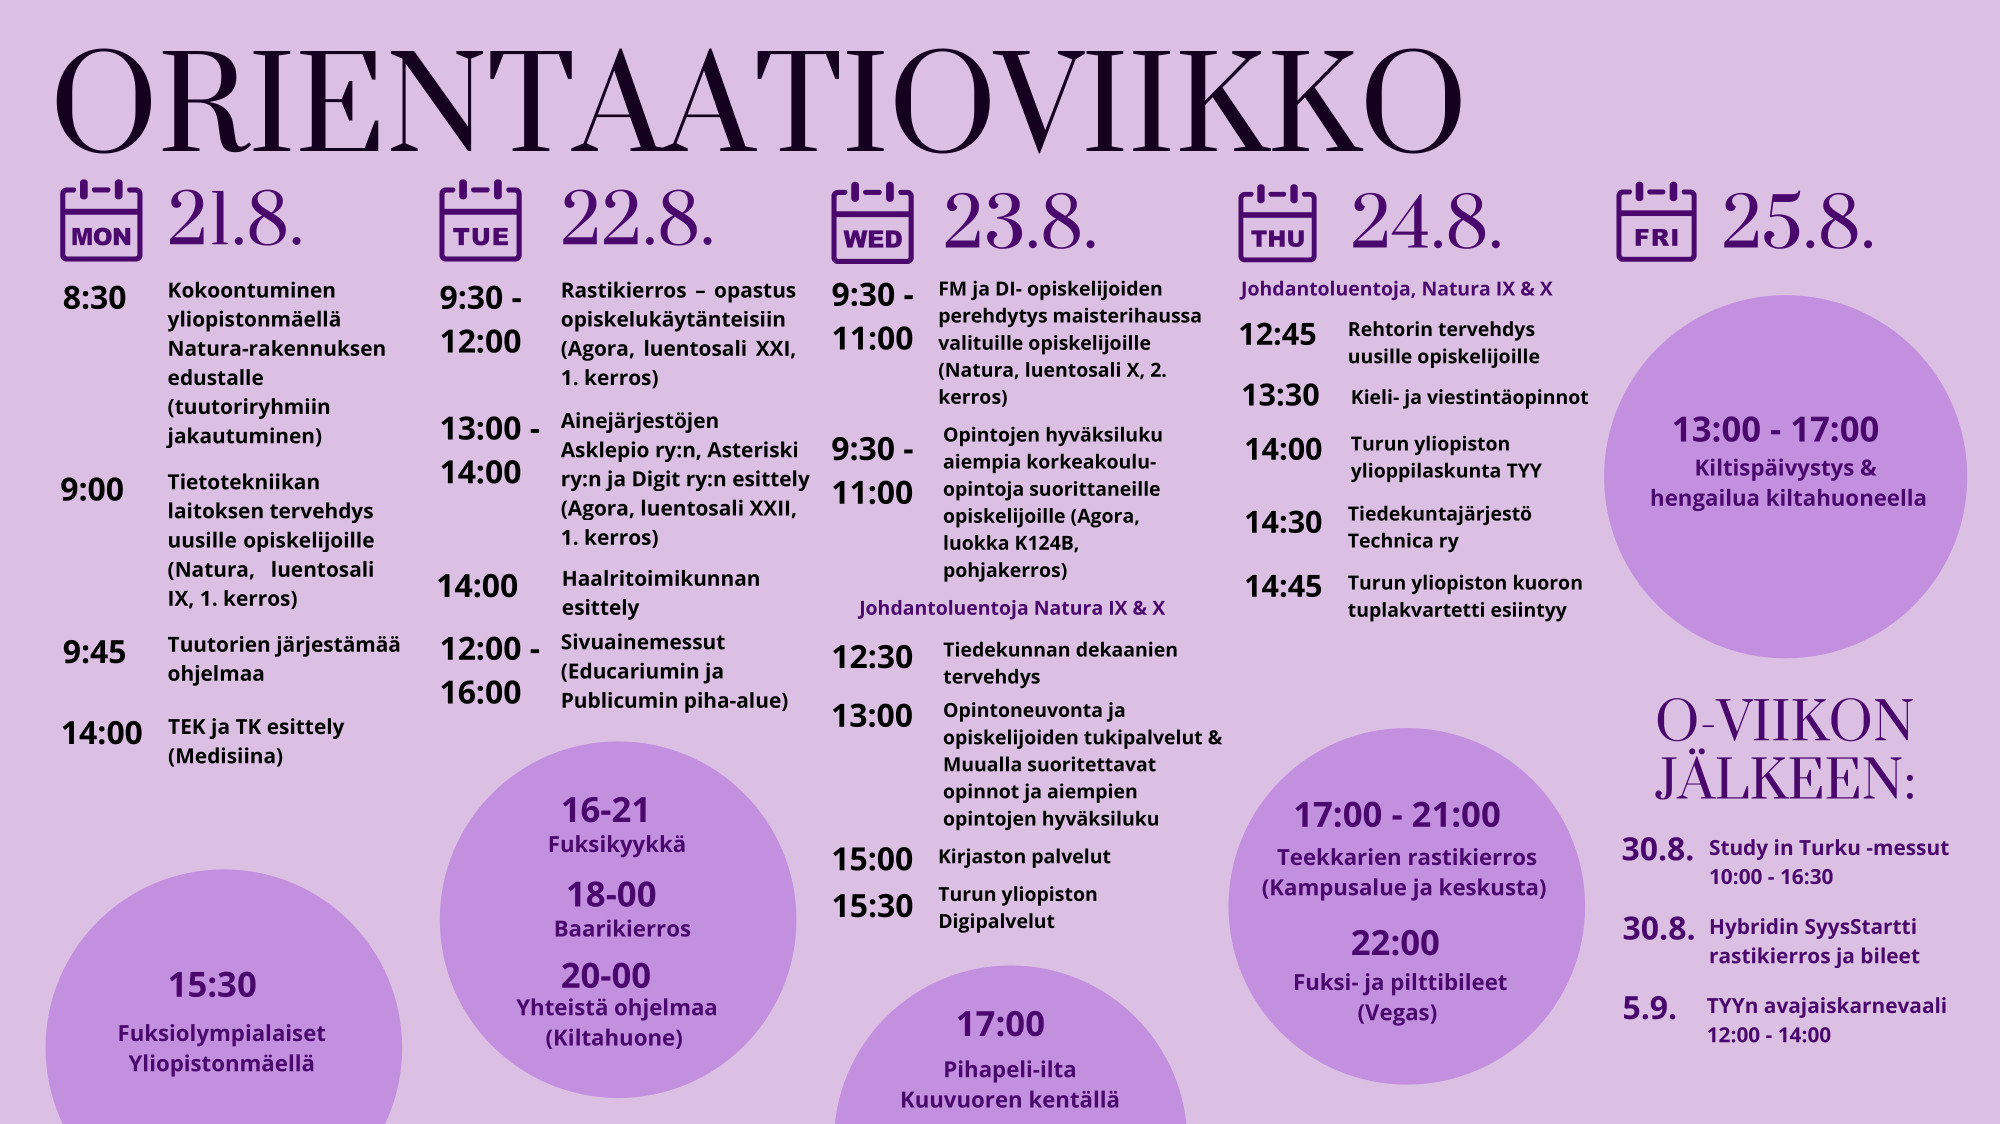 ORIENTAATIOVIIKKO
MON
21.8.
8:30
Kokoontuminen
yliopistonmäellä
Natura-rakennuksen
edustalle
(tuutoriryhmiin
jakautuminen)
9:00
Tietotekniikan
laitoksen tervehdys
uusille opiskelijoille
(Natura, luentosali
IX, 1. kerros)
9:45
Tuutorien järjestämää
ohjelmaa
14:00
TEK ja TK esittely
(Medisiina)
15:30
Fuksiolympialaiset
Yliopistonmäellä
TUE
22.8.
9:30 -
12:00
Rastikierros – opastus
opiskelukäytänteisiin
(Agora, luentosali XXI,
1. kerros)
13:00 -
14:00
Ainejärjestöjen
Asklepio ry:n, Asteriski
ry:n ja Digit ry:n esittely
(Agora, luentosali XXII,
1. kerros)
14:00
Haalritoimikunnan
esittely
12:00 -
16:00
Sivuainemessut
(Educariumin ja
Publicumin piha-alue)
16-21
Fuksikyykkä
18-00
Baarikierros
20-00
Yhteistä ohjelmaa
(Kiltahuone)
WED
23.8.
9:30 -
11:00
FM ja DI- opiskelijoiden
perehdytys maisterihaussa
valituille opiskelijoille
(Natura, luentosali X, 2.
kerros)
9:30 -
11:00
Opintojen hyväksiluku
aiempia korkeakoulu-
opintoja suorittaneille
opiskelijoille (Agora,
luokka K124B,
pohjakerros)
Johdantoluentoja Natura IX & X
12:30
Tiedekunnan dekaanien
tervehdys
13:00
Opintoneuvonta ja
opiskelijoiden tukipalvelut &
Muualla suoritettavat
opinnot ja aiempien
opintojen hyväksiluku
15:00
Kirjaston palvelut
15:30
Turun yliopiston
Digipalvelut
17:00
Pihapeli-ilta
Kuuvuoren kentällä
THU
24.8.
Johdantoluentoja, Natura IX & X
12:45
Rehtorin tervehdys
uusille opiskelijoille
13:30
Kieli- ja viestintäopinnot
14:00
Turun yliopiston
ylioppilaskunta TYY
14:30
Tiedekuntajärjestö
Technica ry
14:45
Turun yliopiston kuoron
tuplakvartetti esiintyy
17:00 - 21:00
Teekkarien rastikierros
(Kampusalue ja keskusta)
22:00
Fuksi- ja pilttibileet
(Vegas)
FRI
25.8.
13:00 - 17:00
Kiltispäivystys &
hengailua kiltahuoneella
O-VIIKON
JÄLKEEN:
30.8.
Study in Turku -messut
10:00 - 16:30
30.8.
Hybridin SyysStartti
rastikierros ja bileet
5.9.
TYYn avajaiskarnevaali
12:00 - 14:00